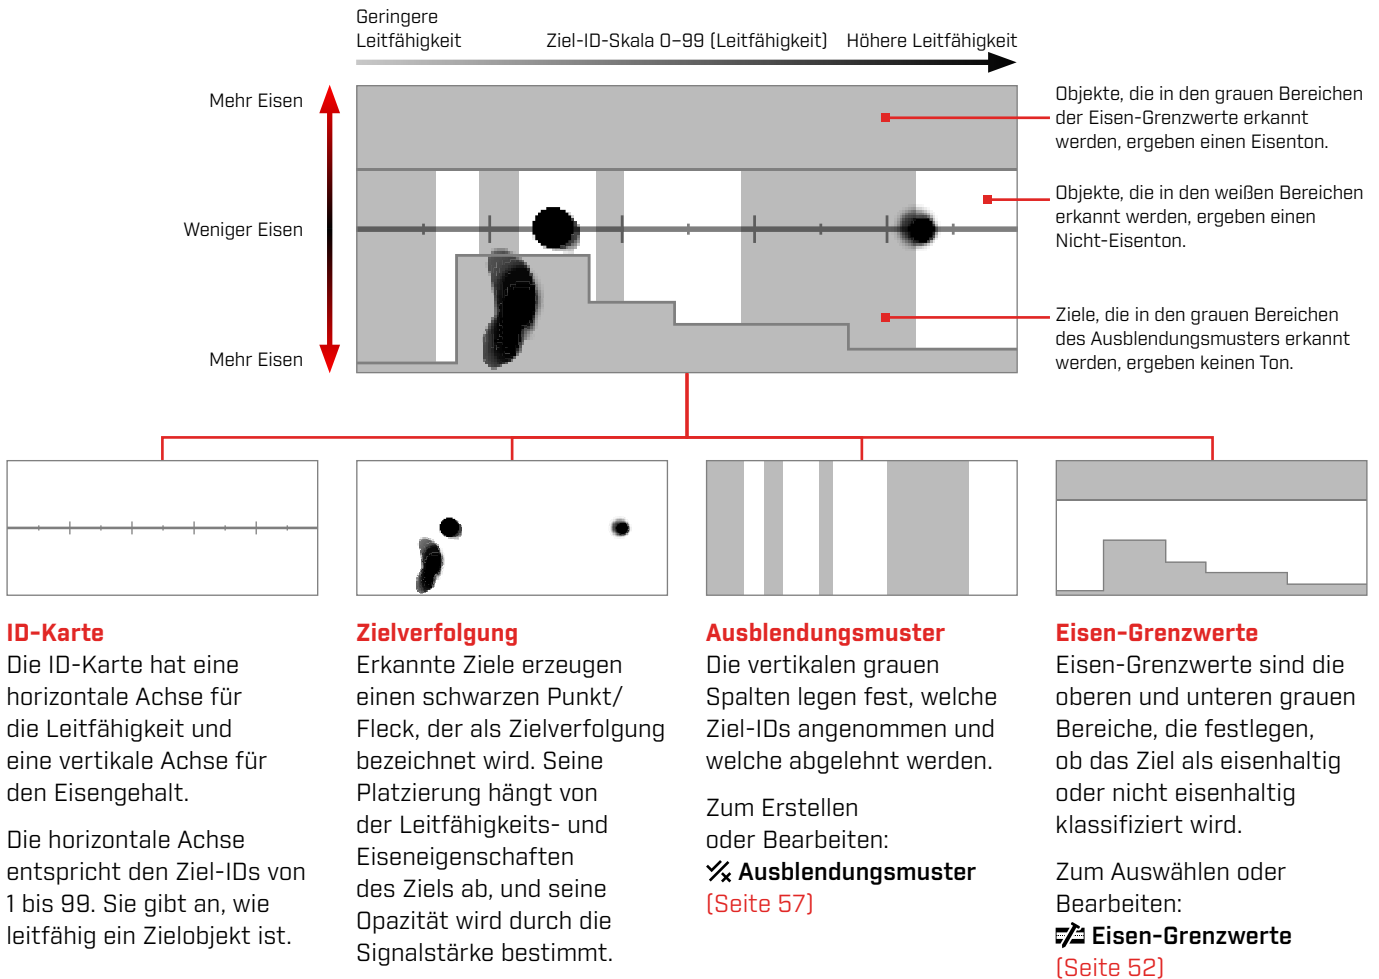 Geringere
Leitfähigkeit
Ziel-ID-Skala 0–99 (Leitfähigkeit)
Höhere Leitfähigkeit
Mehr Eisen
Weniger Eisen
Mehr Eisen
Objekte, die in den grauen Bereichen
der Eisen-Grenzwerte erkannt
werden, ergeben einen Eisenton.
Objekte, die in den weißen Bereichen
erkannt werden, ergeben einen
Nicht-Eisenton.
Ziele, die in den grauen Bereichen
des Ausblendungsmusters erkannt
werden, ergeben keinen Ton.
ID-Karte
Die ID-Karte hat eine
horizontale Achse für
die Leitfähigkeit und
eine vertikale Achse für
den Eisengehalt.
Die horizontale Achse
entspricht den Ziel-IDs von
1 bis 99. Sie gibt an, wie
leitfähig ein Zielobjekt ist.
Zielverfolgung
Erkannte Ziele erzeugen
einen schwarzen Punkt/
Fleck, der als Zielverfolgung
bezeichnet wird. Seine
Platzierung hängt von
der Leitfähigkeits- und
Eiseneigenschaften
des Ziels ab, und seine
Opazität wird durch die
Signalstärke bestimmt.
Ausblendungsmuster
Die vertikalen grauen
Spalten legen fest, welche
Ziel-IDs angenommen und
welche abgelehnt werden.
Zum Erstellen
oder Bearbeiten:
Ausblendungsmuster
(Seite 57)
Eisen-Grenzwerte
Eisen-Grenzwerte sind die
oberen und unteren grauen
Bereiche, die festlegen,
ob das Ziel als eisenhaltig
oder nicht eisenhaltig
klassifiziert wird.
Zum Auswählen oder
Bearbeiten:
Eisen-Grenzwerte
(Seite 52)